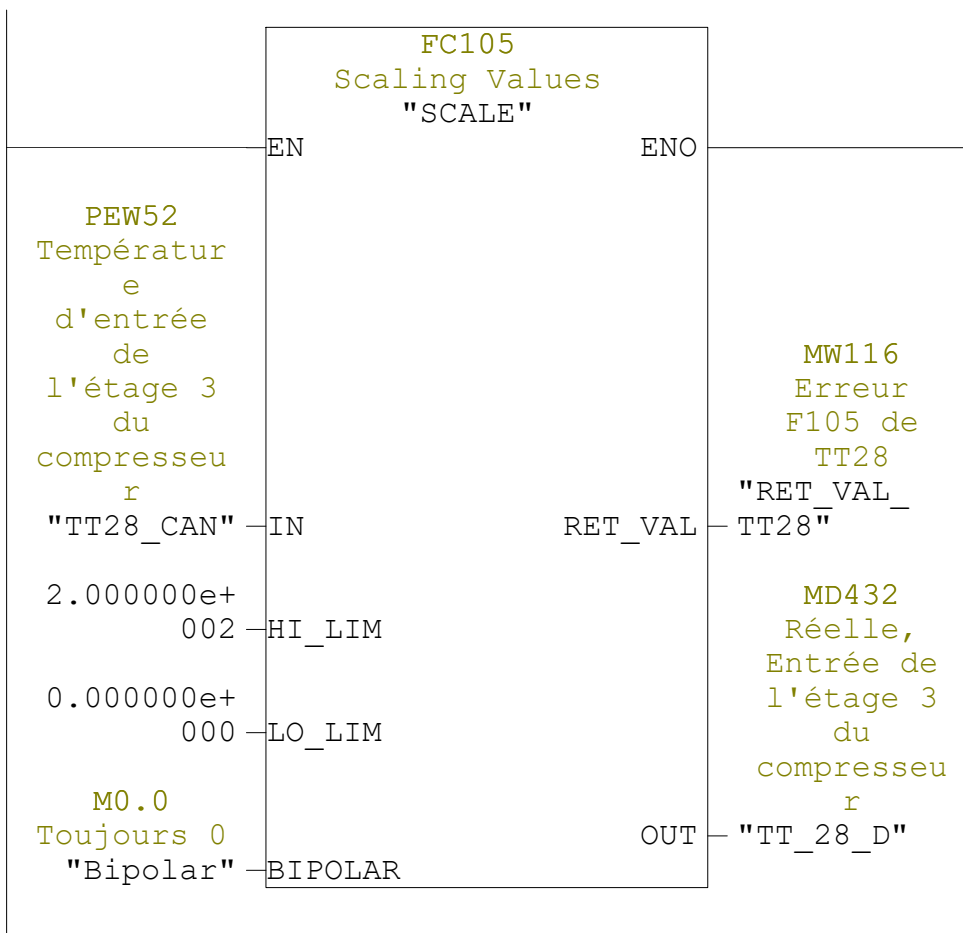 FC105
Scaling Values
"SCALE"
EN ENO
PEW52
Températur
e
d'entrée
de
l'étage 3
du
compresseu
r
"TT28_CAN" IN
MW116
Erreur
F105 de
TT28
"RET_VAL_
RET_VAL TT28"
2.000000e+
002 HI_LIM
0.000000e+
000 LO_LIM
MD432
Réelle,
Entrée de
l'étage 3
du
compresseu
r
OUT "TT_28_D"
M0.0
Toujours 0
"Bipolar" BIPOLAR